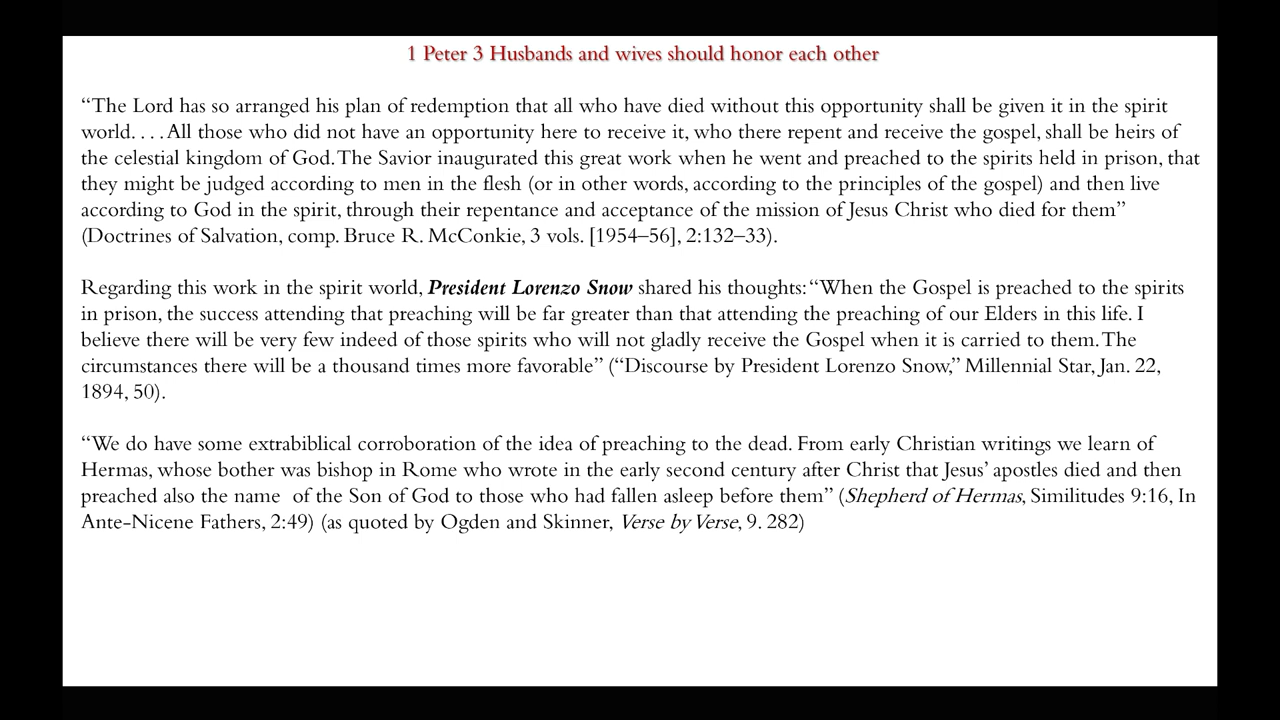 1 Peter 3 Husbands and wives should honor each other
“The Lord has so arranged his plan of redemption that all who have died without this opportunity shall be given it in the spirit
world. . . . All those who did not have an opportunity here to receive it, who there repent and receive the gospel, shall be heirs of
the celestial kingdom of God. The Savior inaugurated this great work when he went and preached to the spirits held in prison, that
they might be judged according to men in the flesh (or in other words, according to the principles of the gospel) and then live
according to God in the spirit, through their repentance and acceptance of the mission of Jesus Christ who died for them”
(Doctrines of Salvation, comp. Bruce R. McConkie, 3 vols. [1954–56], 2:132–33).
Regarding this work in the spirit world, President Lorenzo Snow shared his thoughts: “When the Gospel is preached to the spirits
in prison, the success attending that preaching will be far greater than that attending the preaching of our Elders in this life. I
believe there will be very few indeed of those spirits who will not gladly receive the Gospel when it is carried to them. The
circumstances there will be a thousand times more favorable” (“Discourse by President Lorenzo Snow,” Millennial Star, Jan. 22,
1894, 50).
“We do have some extrabiblical corroboration of the idea of preaching to the dead. From early Christian writings we learn of
Hermas, whose bother was bishop in Rome who wrote in the early second century after Christ that Jesus’ apostles died and then
preached also the name  of the Son of God to those who had fallen asleep before them” (Shepherd of Hermas, Similitudes 9:16, In
Ante-Nicene Fathers, 2:49) (as quoted by Ogden and Skinner, Verse by Verse, 9. 282)